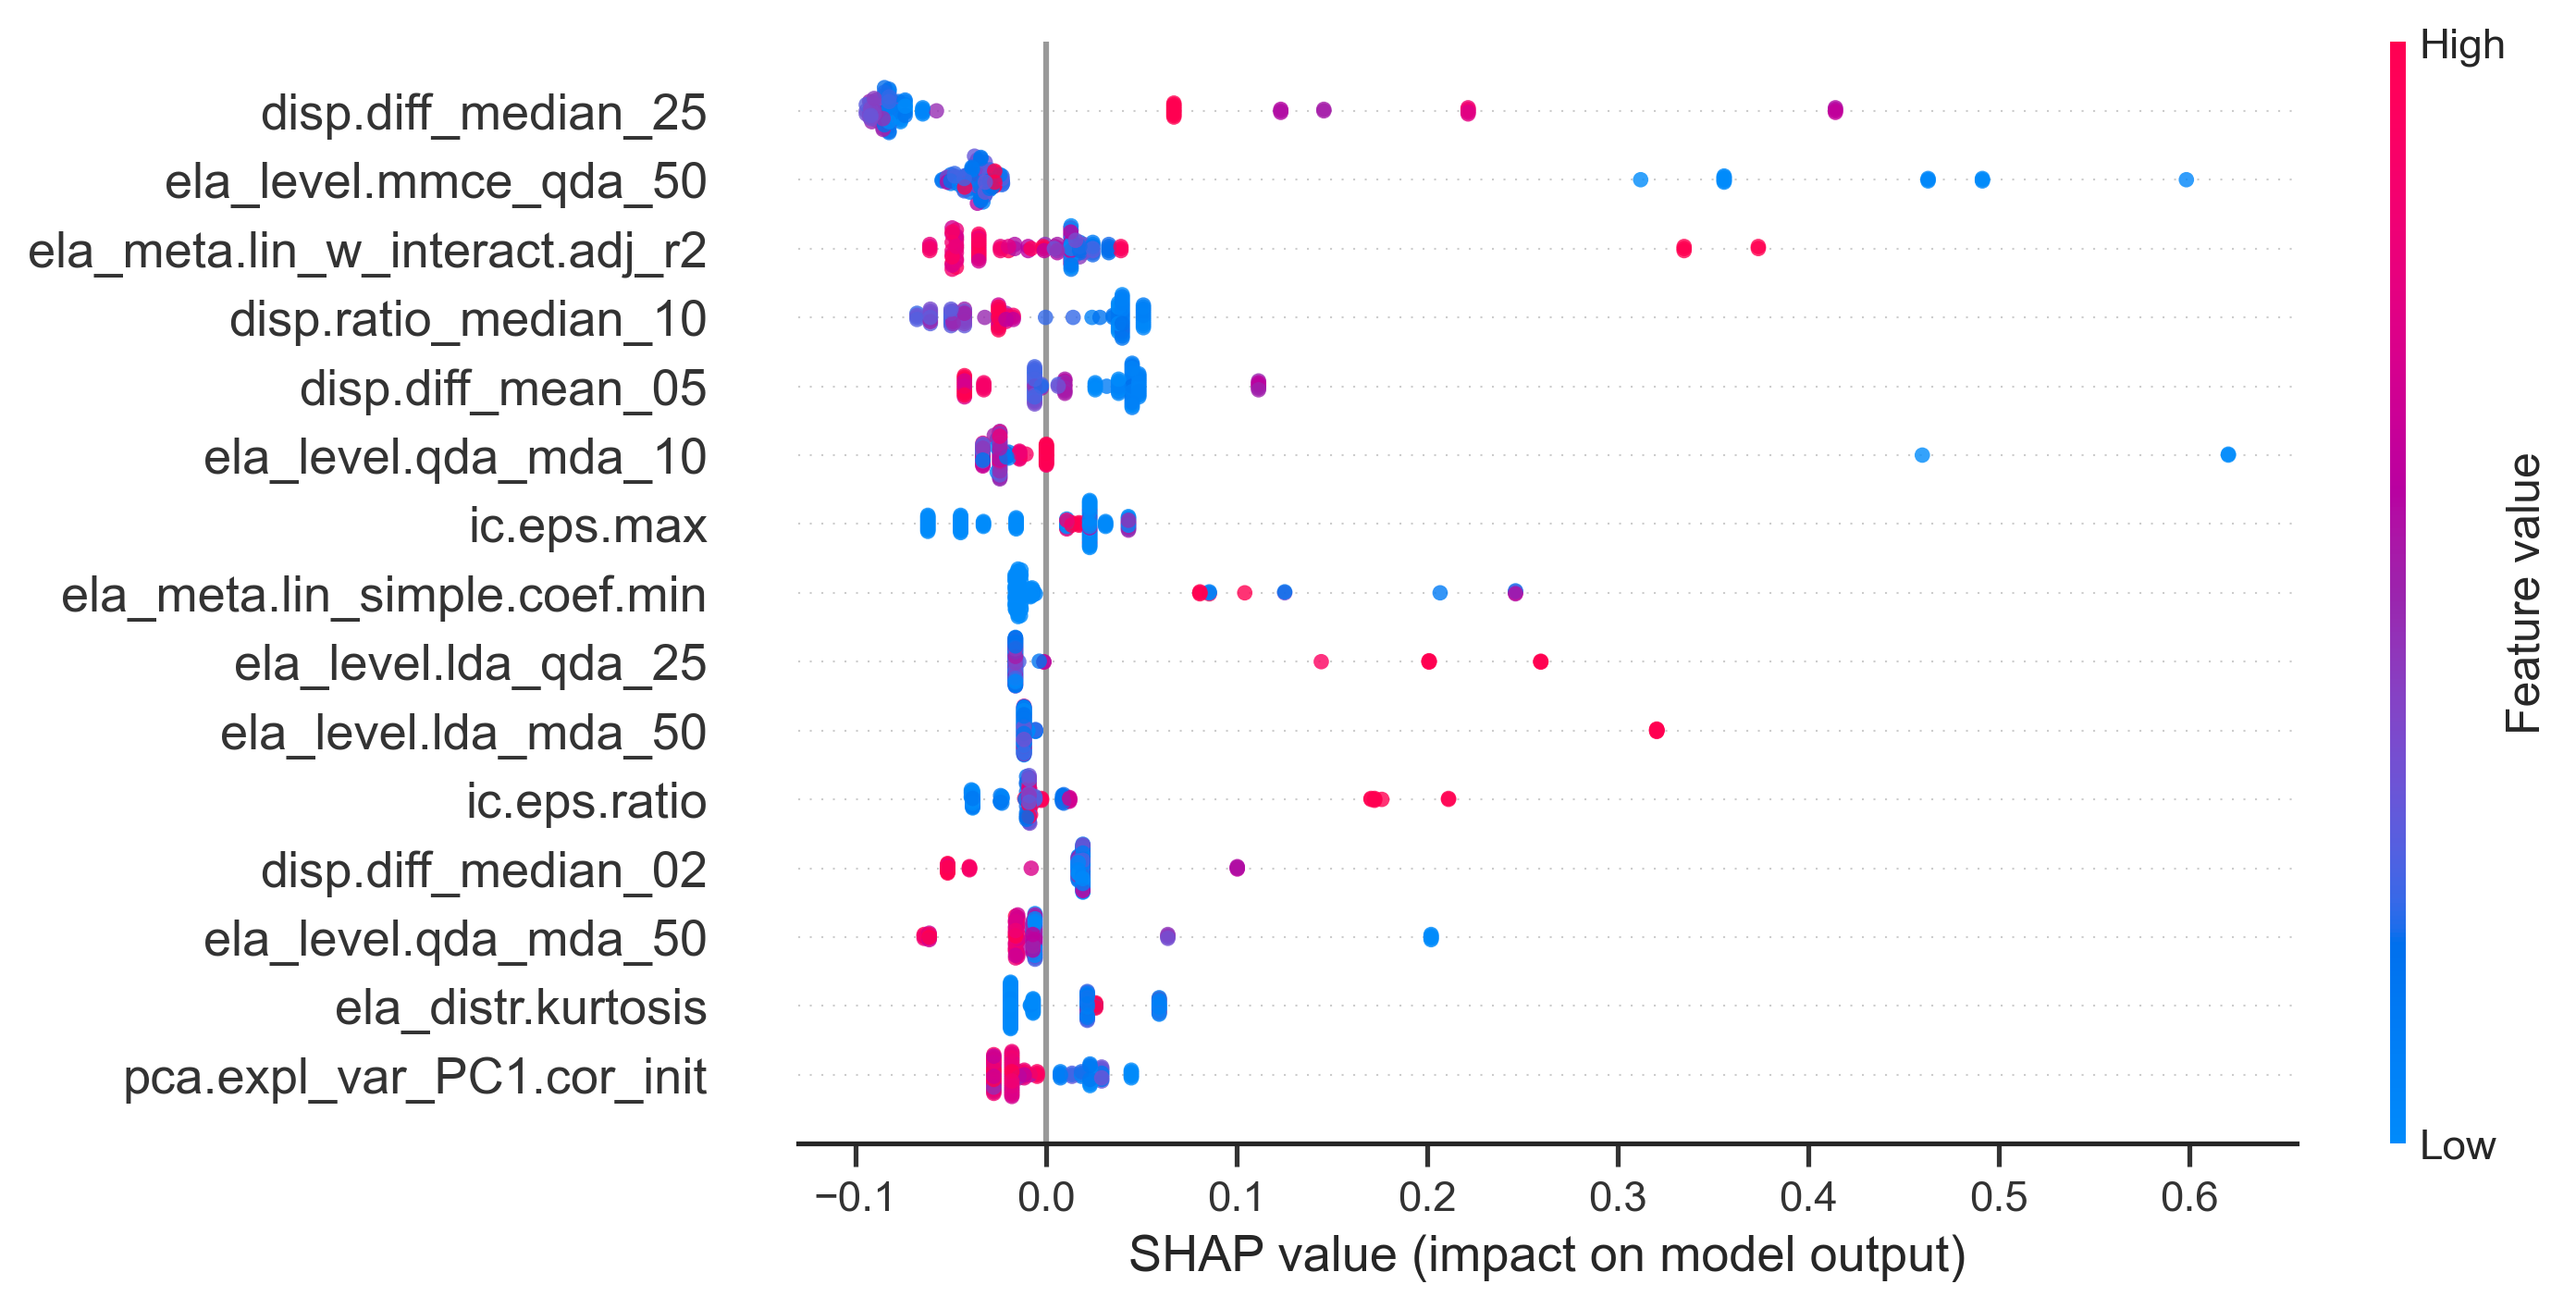 disp.diff_median_25
ela_level.mmce_qda_50
ela_meta.lin_w_interact.adj_r2
disp.ratio_median_10
disp.diff_mean_05
ela_level.qda_mda_10
ic.eps.max
ela_meta.lin_simple.coef.min
ela_level.lda_qda_25
ela_level.lda_mda_50
ic.eps.ratio
disp.diff_median_02
ela_level.qda_mda_50
ela_distr.kurtosis
pca.expl_var_PC1.cor_init
−0.1 0.0 0.1 0.2 0.3 0.4 0.5 0.6
SHAP value (impact on model output)
High
Feature value
Low